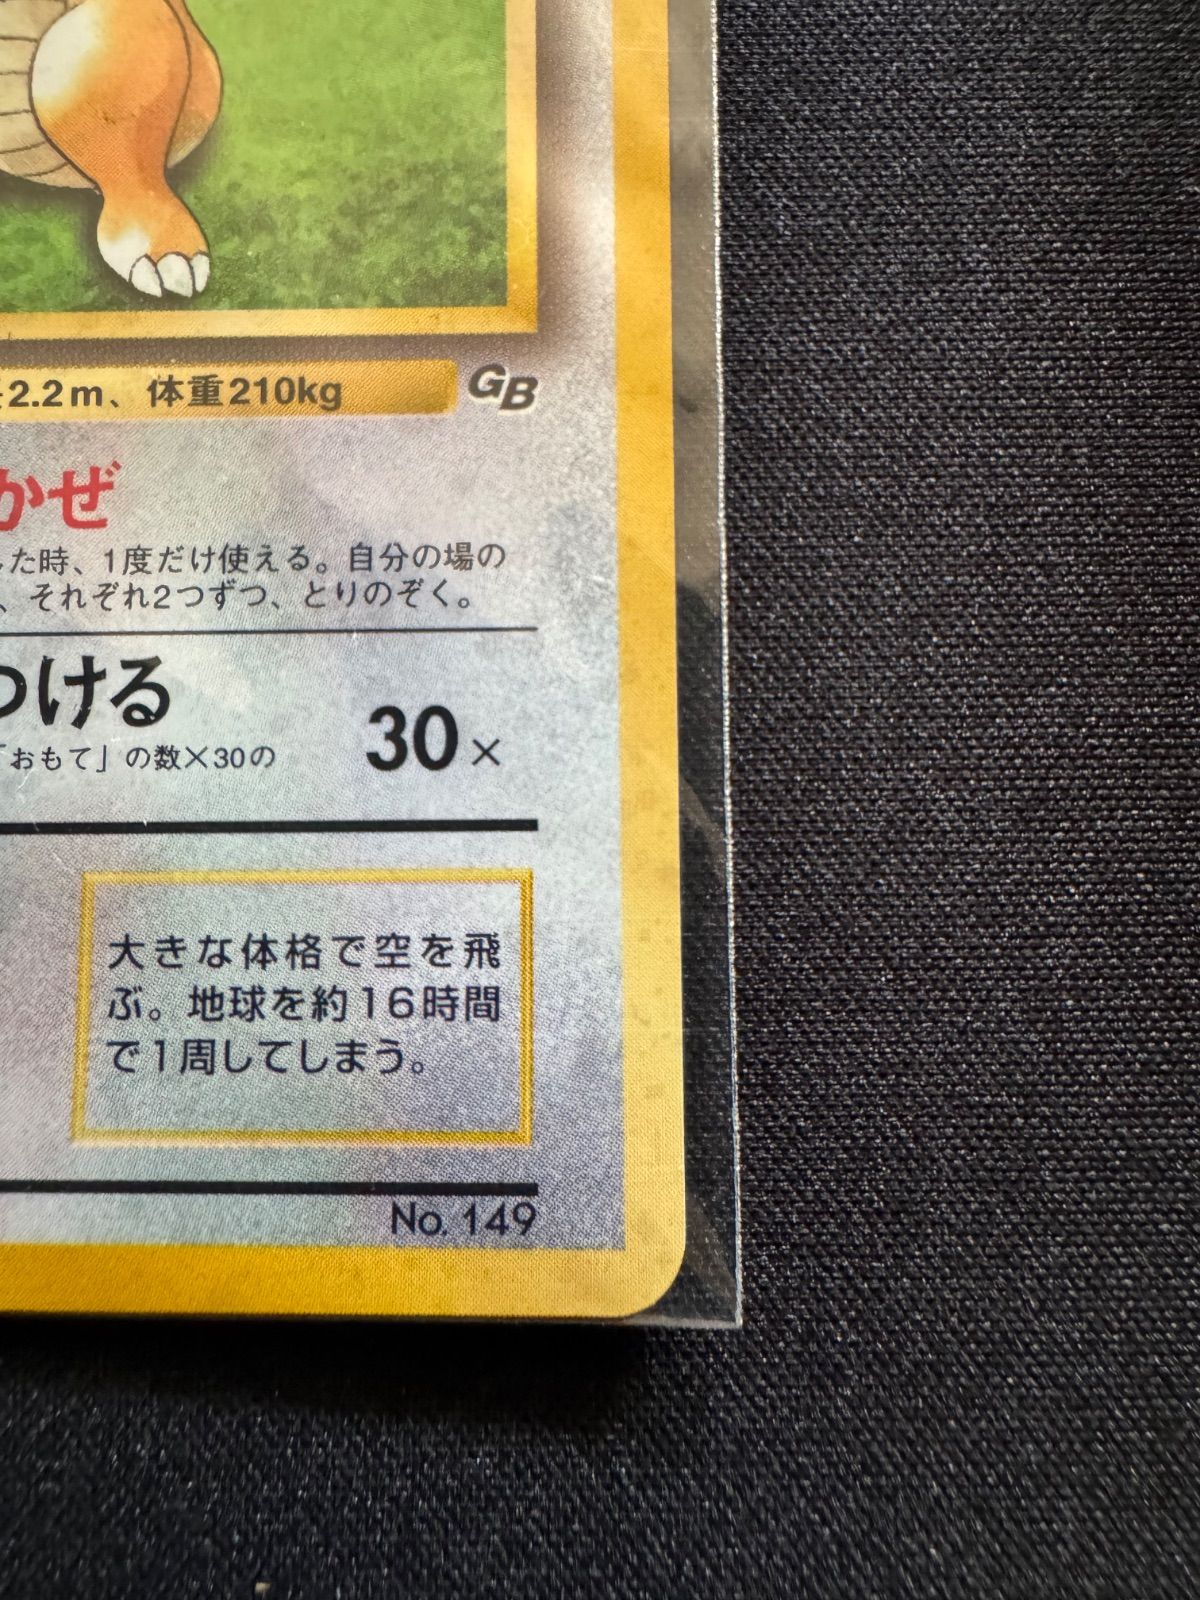 2.2m、体重210kg
GB
かぜ
した時、1度だけ使える。自分の場の
、それぞれ2つずつ、とりのぞく。
つける
30×
「おもて」の数×30の
大きな体格で空を飛
ぶ。地球を約16時間
で1周してしまう。
No. 149